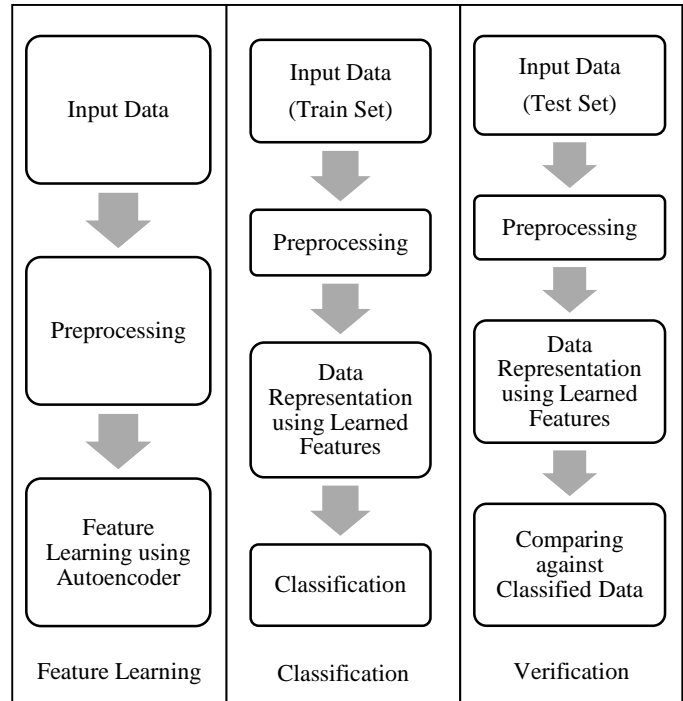 Input Data
Preprocessing
Feature
Learning using
Autoencoder
Feature Learning
Input Data
(Train Set)
Preprocessing
Data
Representation
using Learned
Features
Classification
Classification
Input Data
(Test Set)
Preprocessing
Data
Representation
using Learned
Features
Comparing
against
Classified Data
Verification